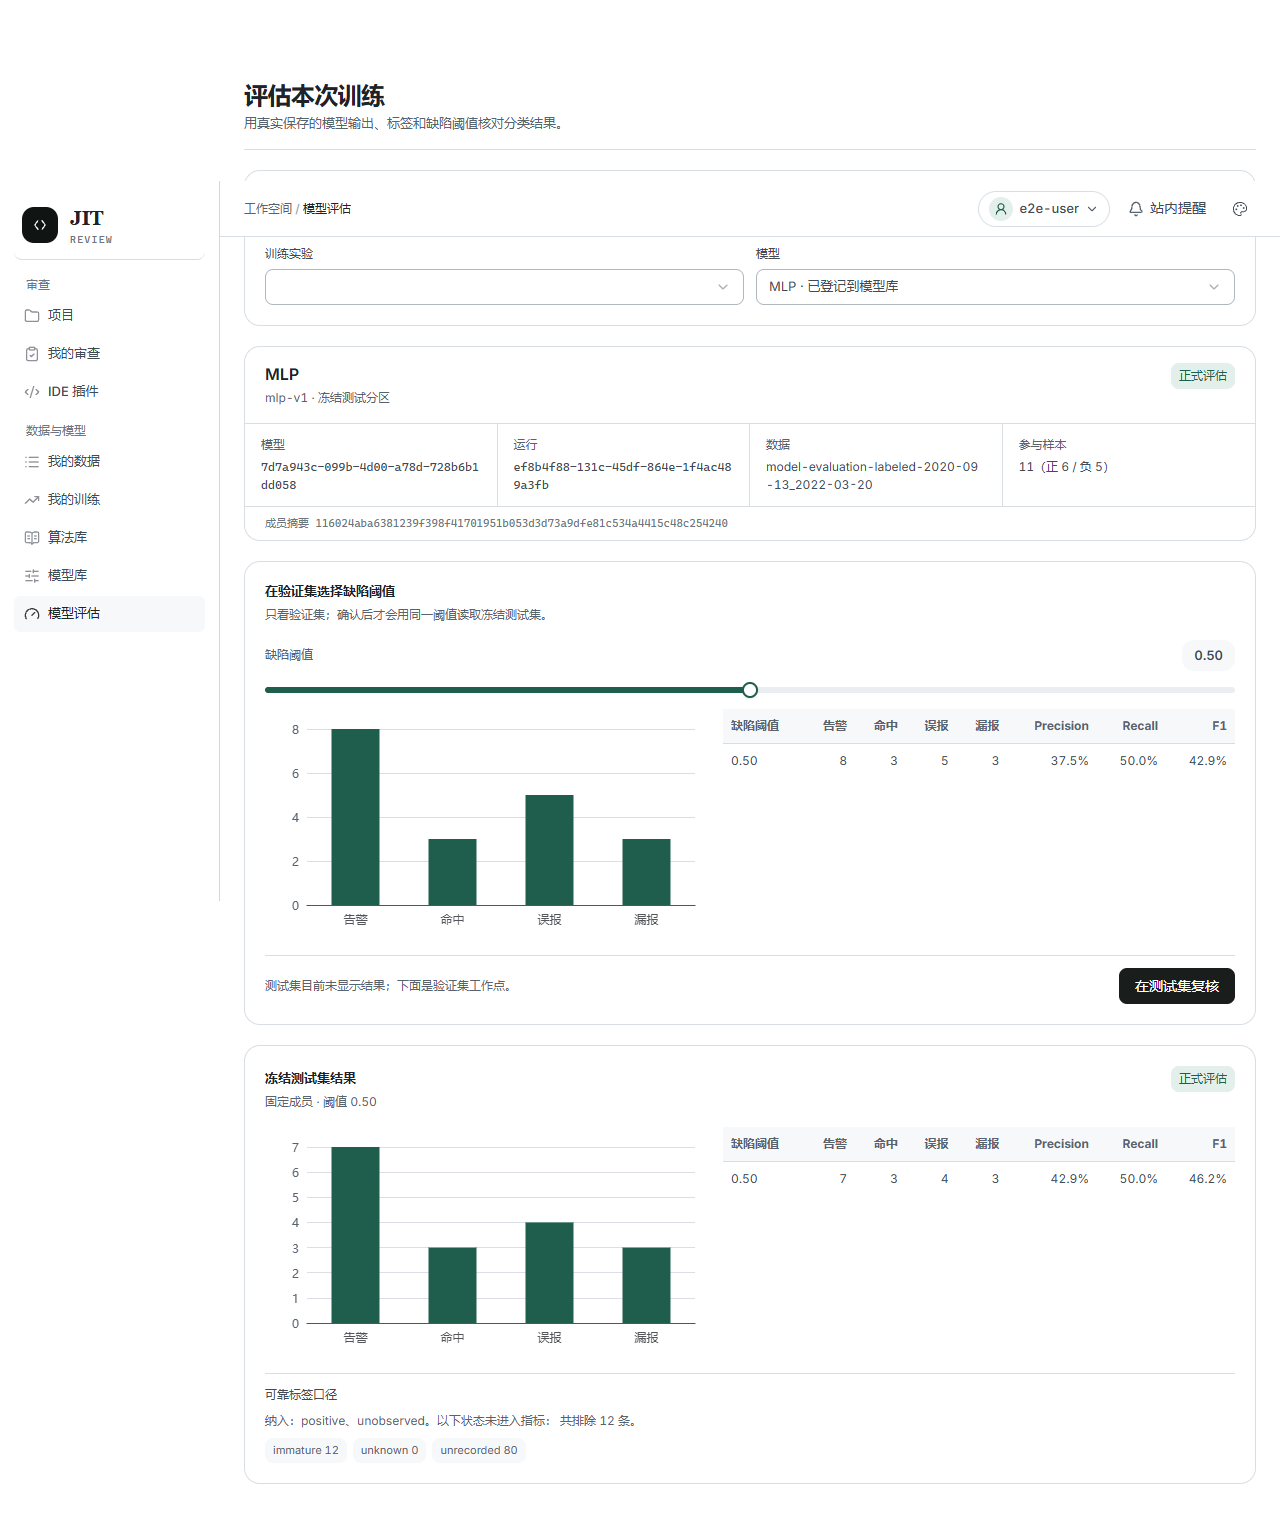 评估本次训练
用真实保存的模型输出、标签和缺陷阈值核对分类结果。
JIT
REVIEW
审查
项目
我的审查
IDE 插件
数据与模型
我的数据
我的训练
算法库
模型库
模型评估
工作空间 / 模型评估
e2e-user
站内提醒
训练实验
模型
MLP · 已登记到模型库
MLP
正式评估
mlp-v1 · 冻结测试分区
模型
7d7a943c-099b-4d00-a78d-728b6b1
dd058
运行
ef8b4f88-131c-45df-864e-1f4ac48
9a3fb
数据
model-evaluation-labeled-2020-09
-13_2022-03-20
参与样本
11（正 6 / 负 5）
成员摘要 116024aba6381239f398f41701951b053d3d73a9dfe81c534a4415c48c254240
在验证集选择缺陷阈值
只看验证集；确认后才会用同一阈值读取冻结测试集。
缺陷阈值
0.50
8
6
4
2
0
告警 命中 误报 漏报
缺陷阈值 告警 命中 误报 漏报 Precision Recall F1
0.50 8 3 5 3 37.5% 50.0% 42.9%
测试集目前未显示结果；下面是验证集工作点。
在测试集复核
冻结测试集结果
正式评估
固定成员 · 阈值 0.50
7
6
5
4
3
2
1
0
告警 命中 误报 漏报
缺陷阈值 告警 命中 误报 漏报 Precision Recall F1
0.50 7 3 4 3 42.9% 50.0% 46.2%
可靠标签口径
纳入：positive、unobserved。以下状态未进入指标： 共排除 12 条。
immature 12
unknown 0
unrecorded 80